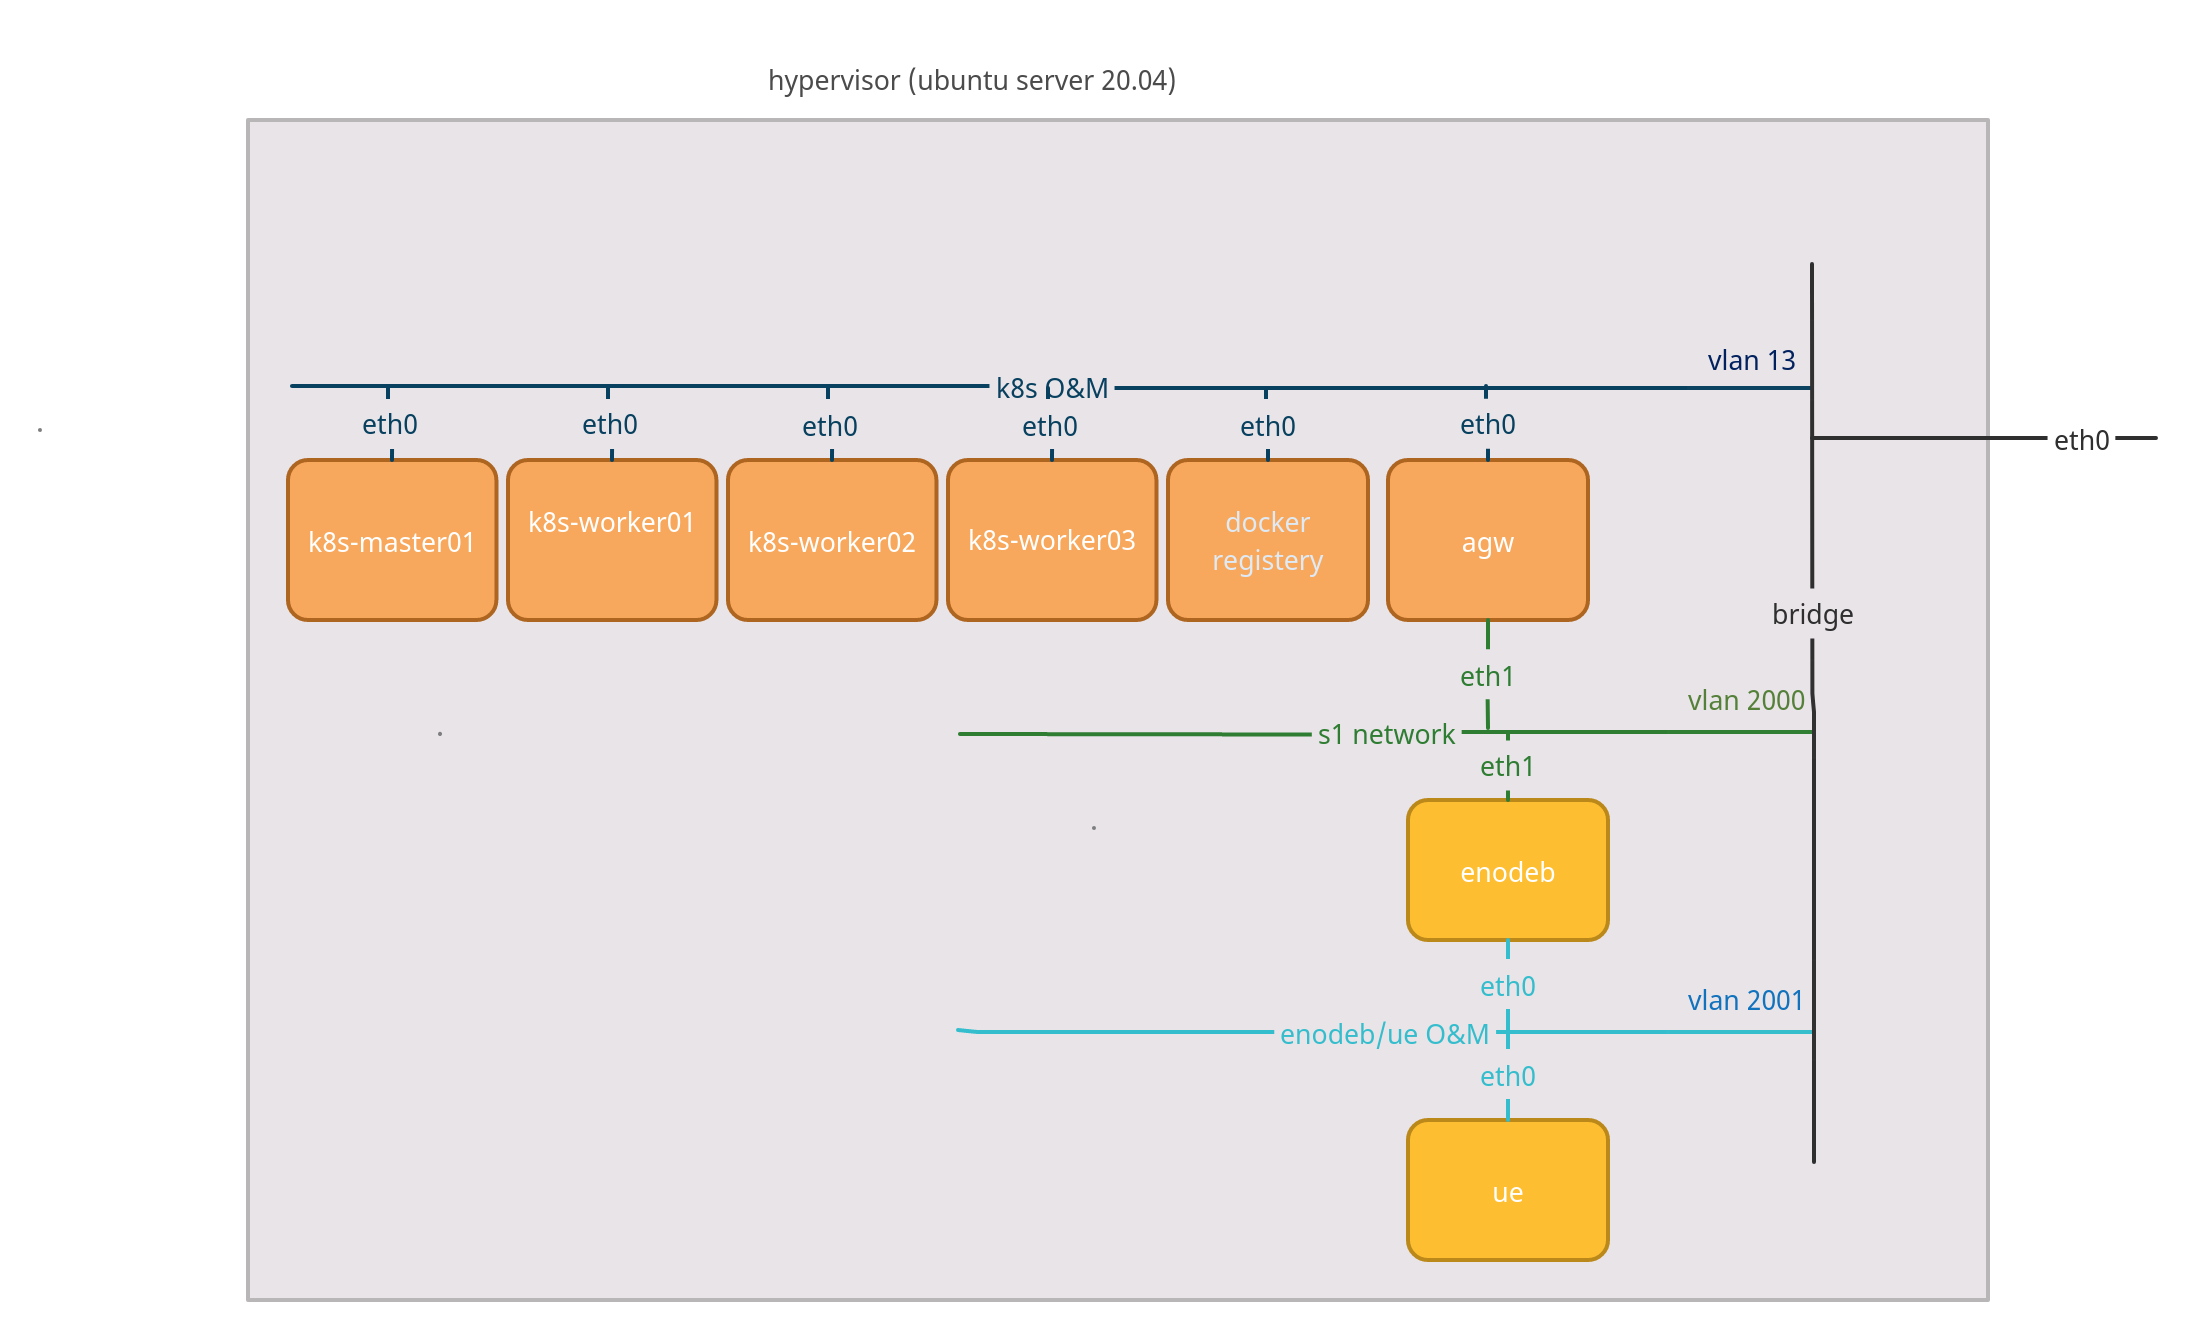 hypervisor (ubuntu server 20.04)
vlan 13
k8s O&M
eth0
eth0
eth0
eth0
eth0
eth0
eth0
k8s-master01
k8s-worker01
k8s-worker02
k8s-worker03
docker
registery
agw
bridge
eth1
vlan 2000
s1 network
eth1
enodeb
eth0
vlan 2001
enodeb/ue O&M
eth0
ue